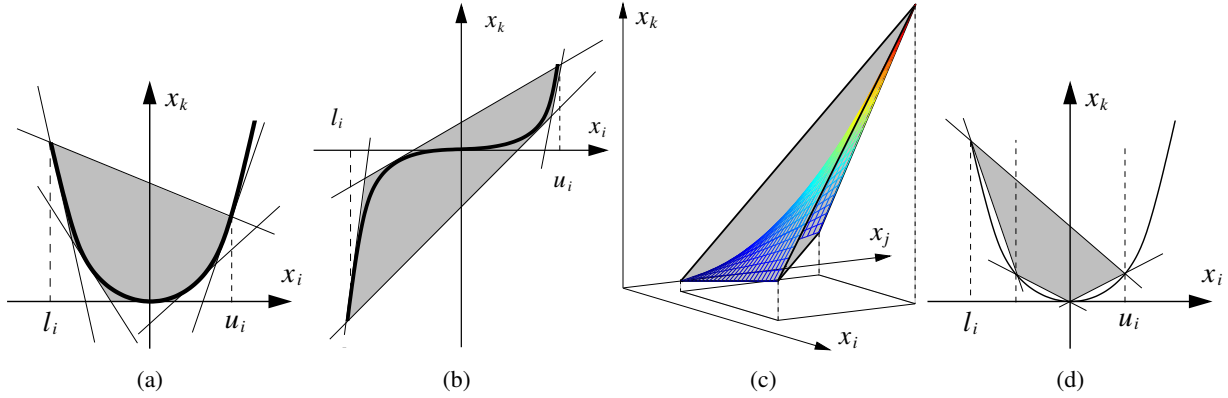 x_k
x_i
l_i
u_i
(a)
x_k
x_i
l_i
u_i
(b)
x_k
x_j
x_i
(c)
x_k
x_i
l_i
u_i
(d)